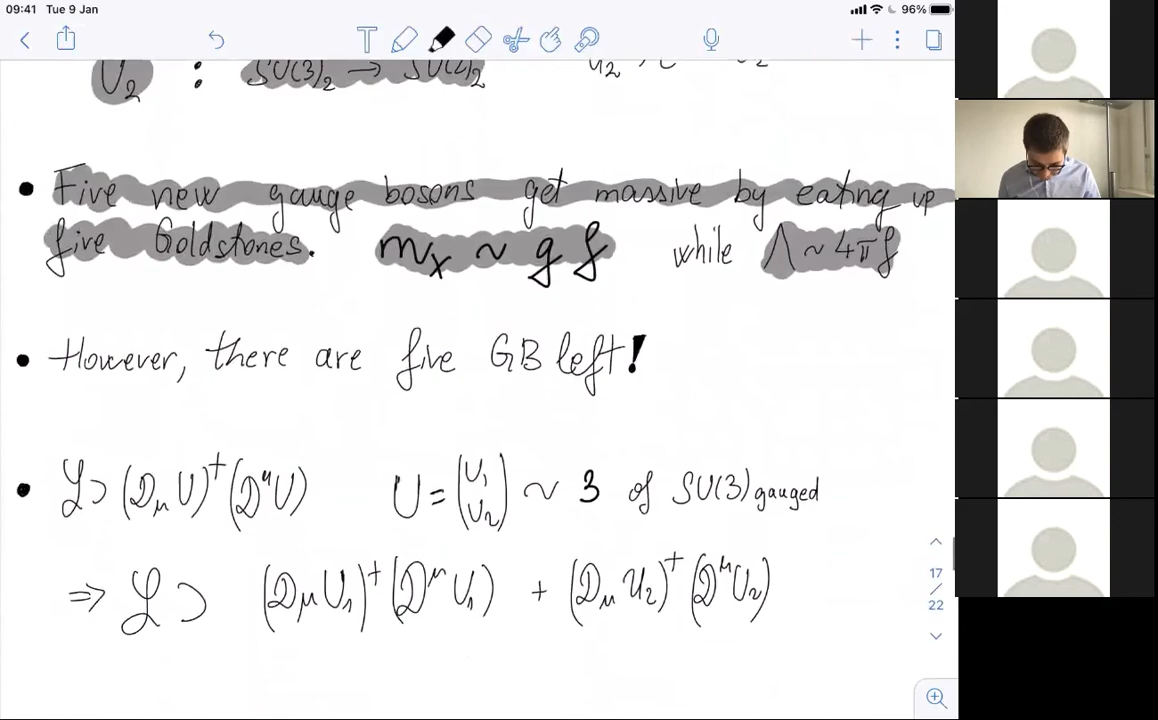 09:41 Tue 9 Jan
96%
U₂ : SU(3)₂ → SU(2)₂
• Five new gauge bosons get massive by eating up
five Goldstones. mₓ ~ g f while Λ ~ 4πf
• However, there are five GB left!
• ℒ ⊃ (𝒟_μ U)^† (𝒟^μ U) U = (U₁ U₂) ~ 3 of SU(3) gauged
⇒ ℒ ⊃ (𝒟_μ U₁)^† (𝒟^μ U₁) + (𝒟_μ U₂)^† (𝒟^μ U₂)
17
/
22